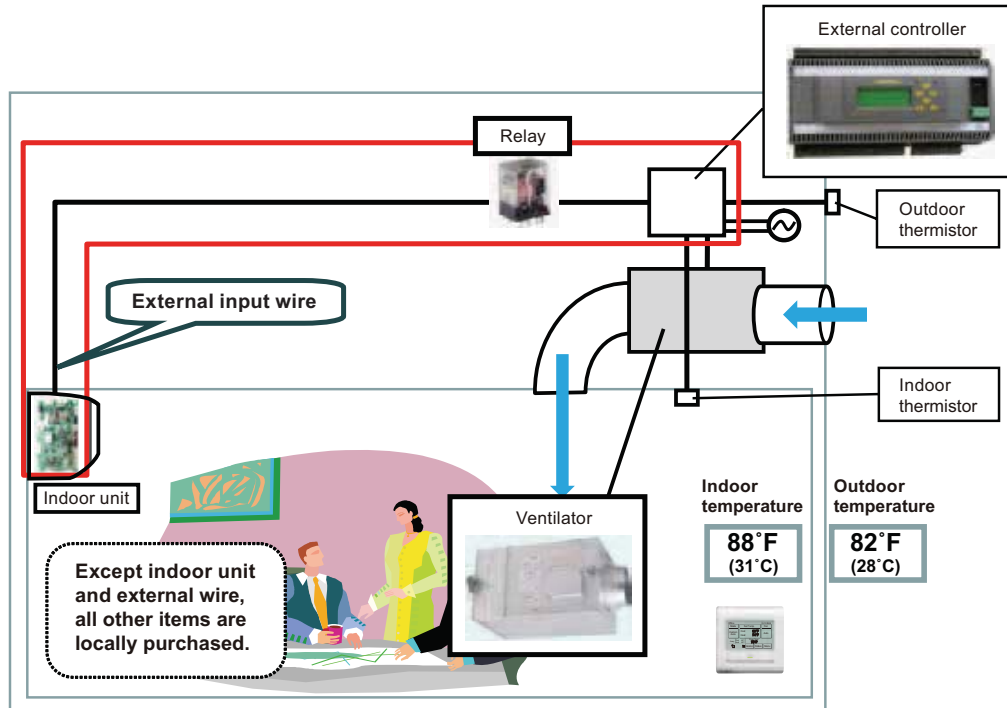 External controller
Relay
Outdoor
thermistor
External input wire
Indoor
thermistor
Indoor unit
Ventilator
Indoor
temperature
Outdoor
temperature
88˚F
(31˚C)
82˚F
(28˚C)
Except indoor unit
and external wire,
all other items are
locally purchased.